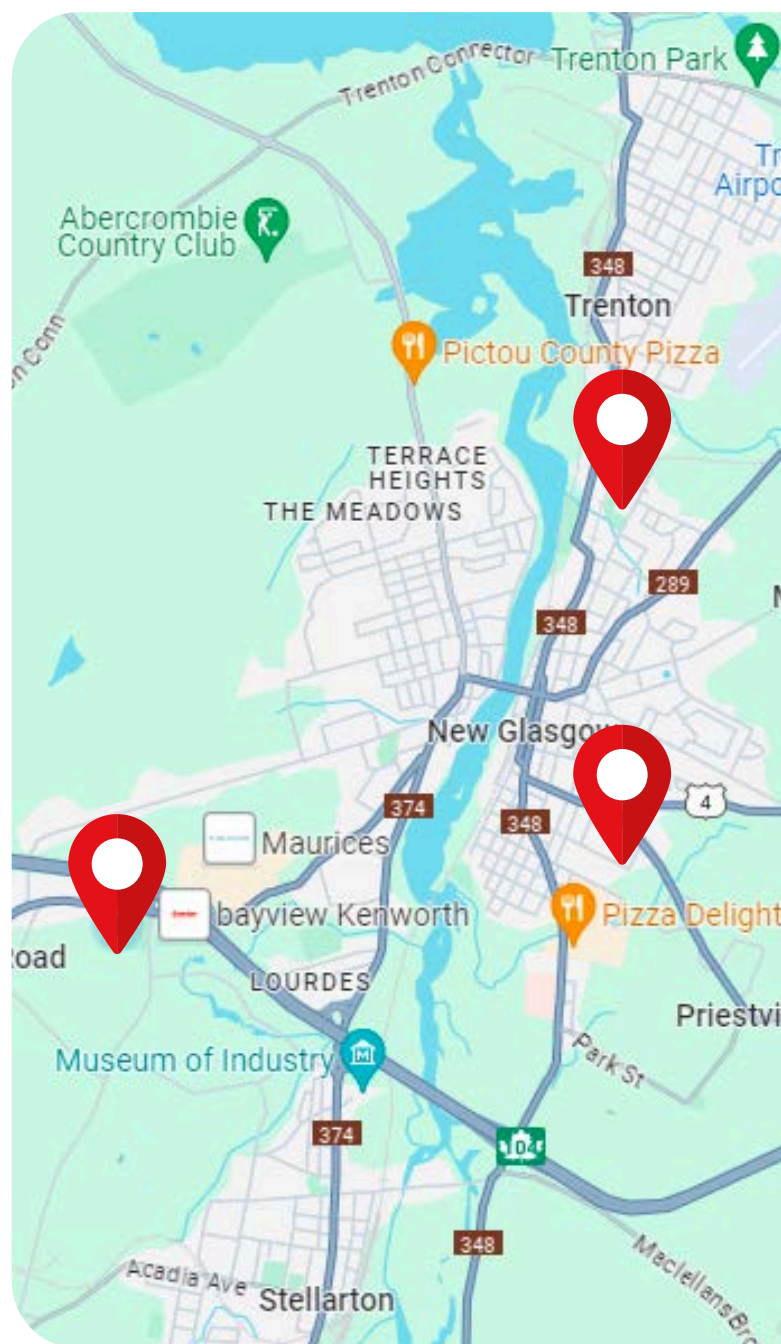 Trenton Connector
Trenton Park
Tr
Airpo
Abercrombie
Country Club
348
Trenton
n Conn
Pictou County Pizza
TERRACE
HEIGHTS
THE MEADOWS
289
348
New Glasgow
374
4
348
Maurices
bayview Kenworth
Pizza Delight
oad
LOURDES
Priestvi
Museum of Industry
Park St
M
374
104
348
Maclellans Bro
Acadia Ave
Stellarton